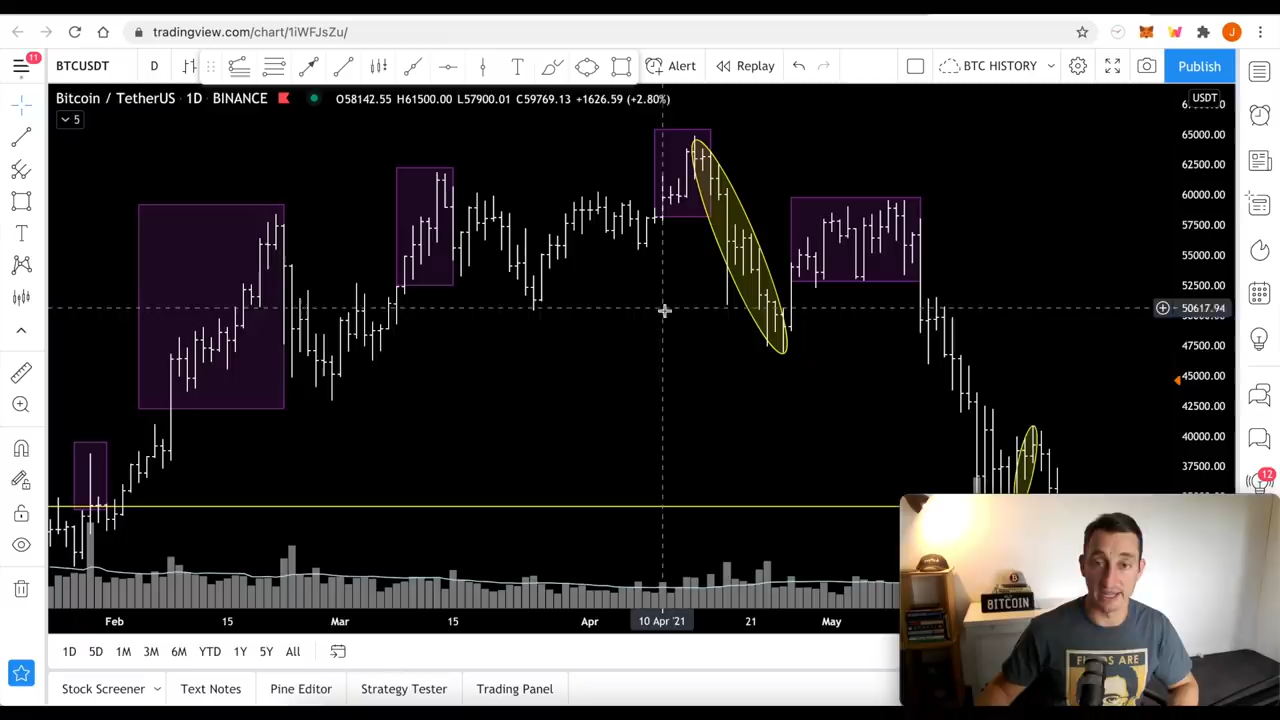 tradingview.com/chart/1iWFJsZu/
J
11
BTCUSDT
D
T
Alert
Replay
BTC HISTORY
Publish
Bitcoin / TetherUS · 1D · BINANCE
O58142.55 H61500.00 L57900.01 C59769.13 +1626.59 (+2.80%)
5
USDT
65000.00
62500.00
60000.00
57500.00
55000.00
52500.00
50617.94
47500.00
45000.00
42500.00
40000.00
37500.00
T
12
BITCOIN
Feb
15
Mar
15
Apr
10 Apr '21
21
May
1D
5D
1M
3M
6M
YTD
1Y
5Y
All
Stock Screener
Text Notes
Pine Editor
Strategy Tester
Trading Panel